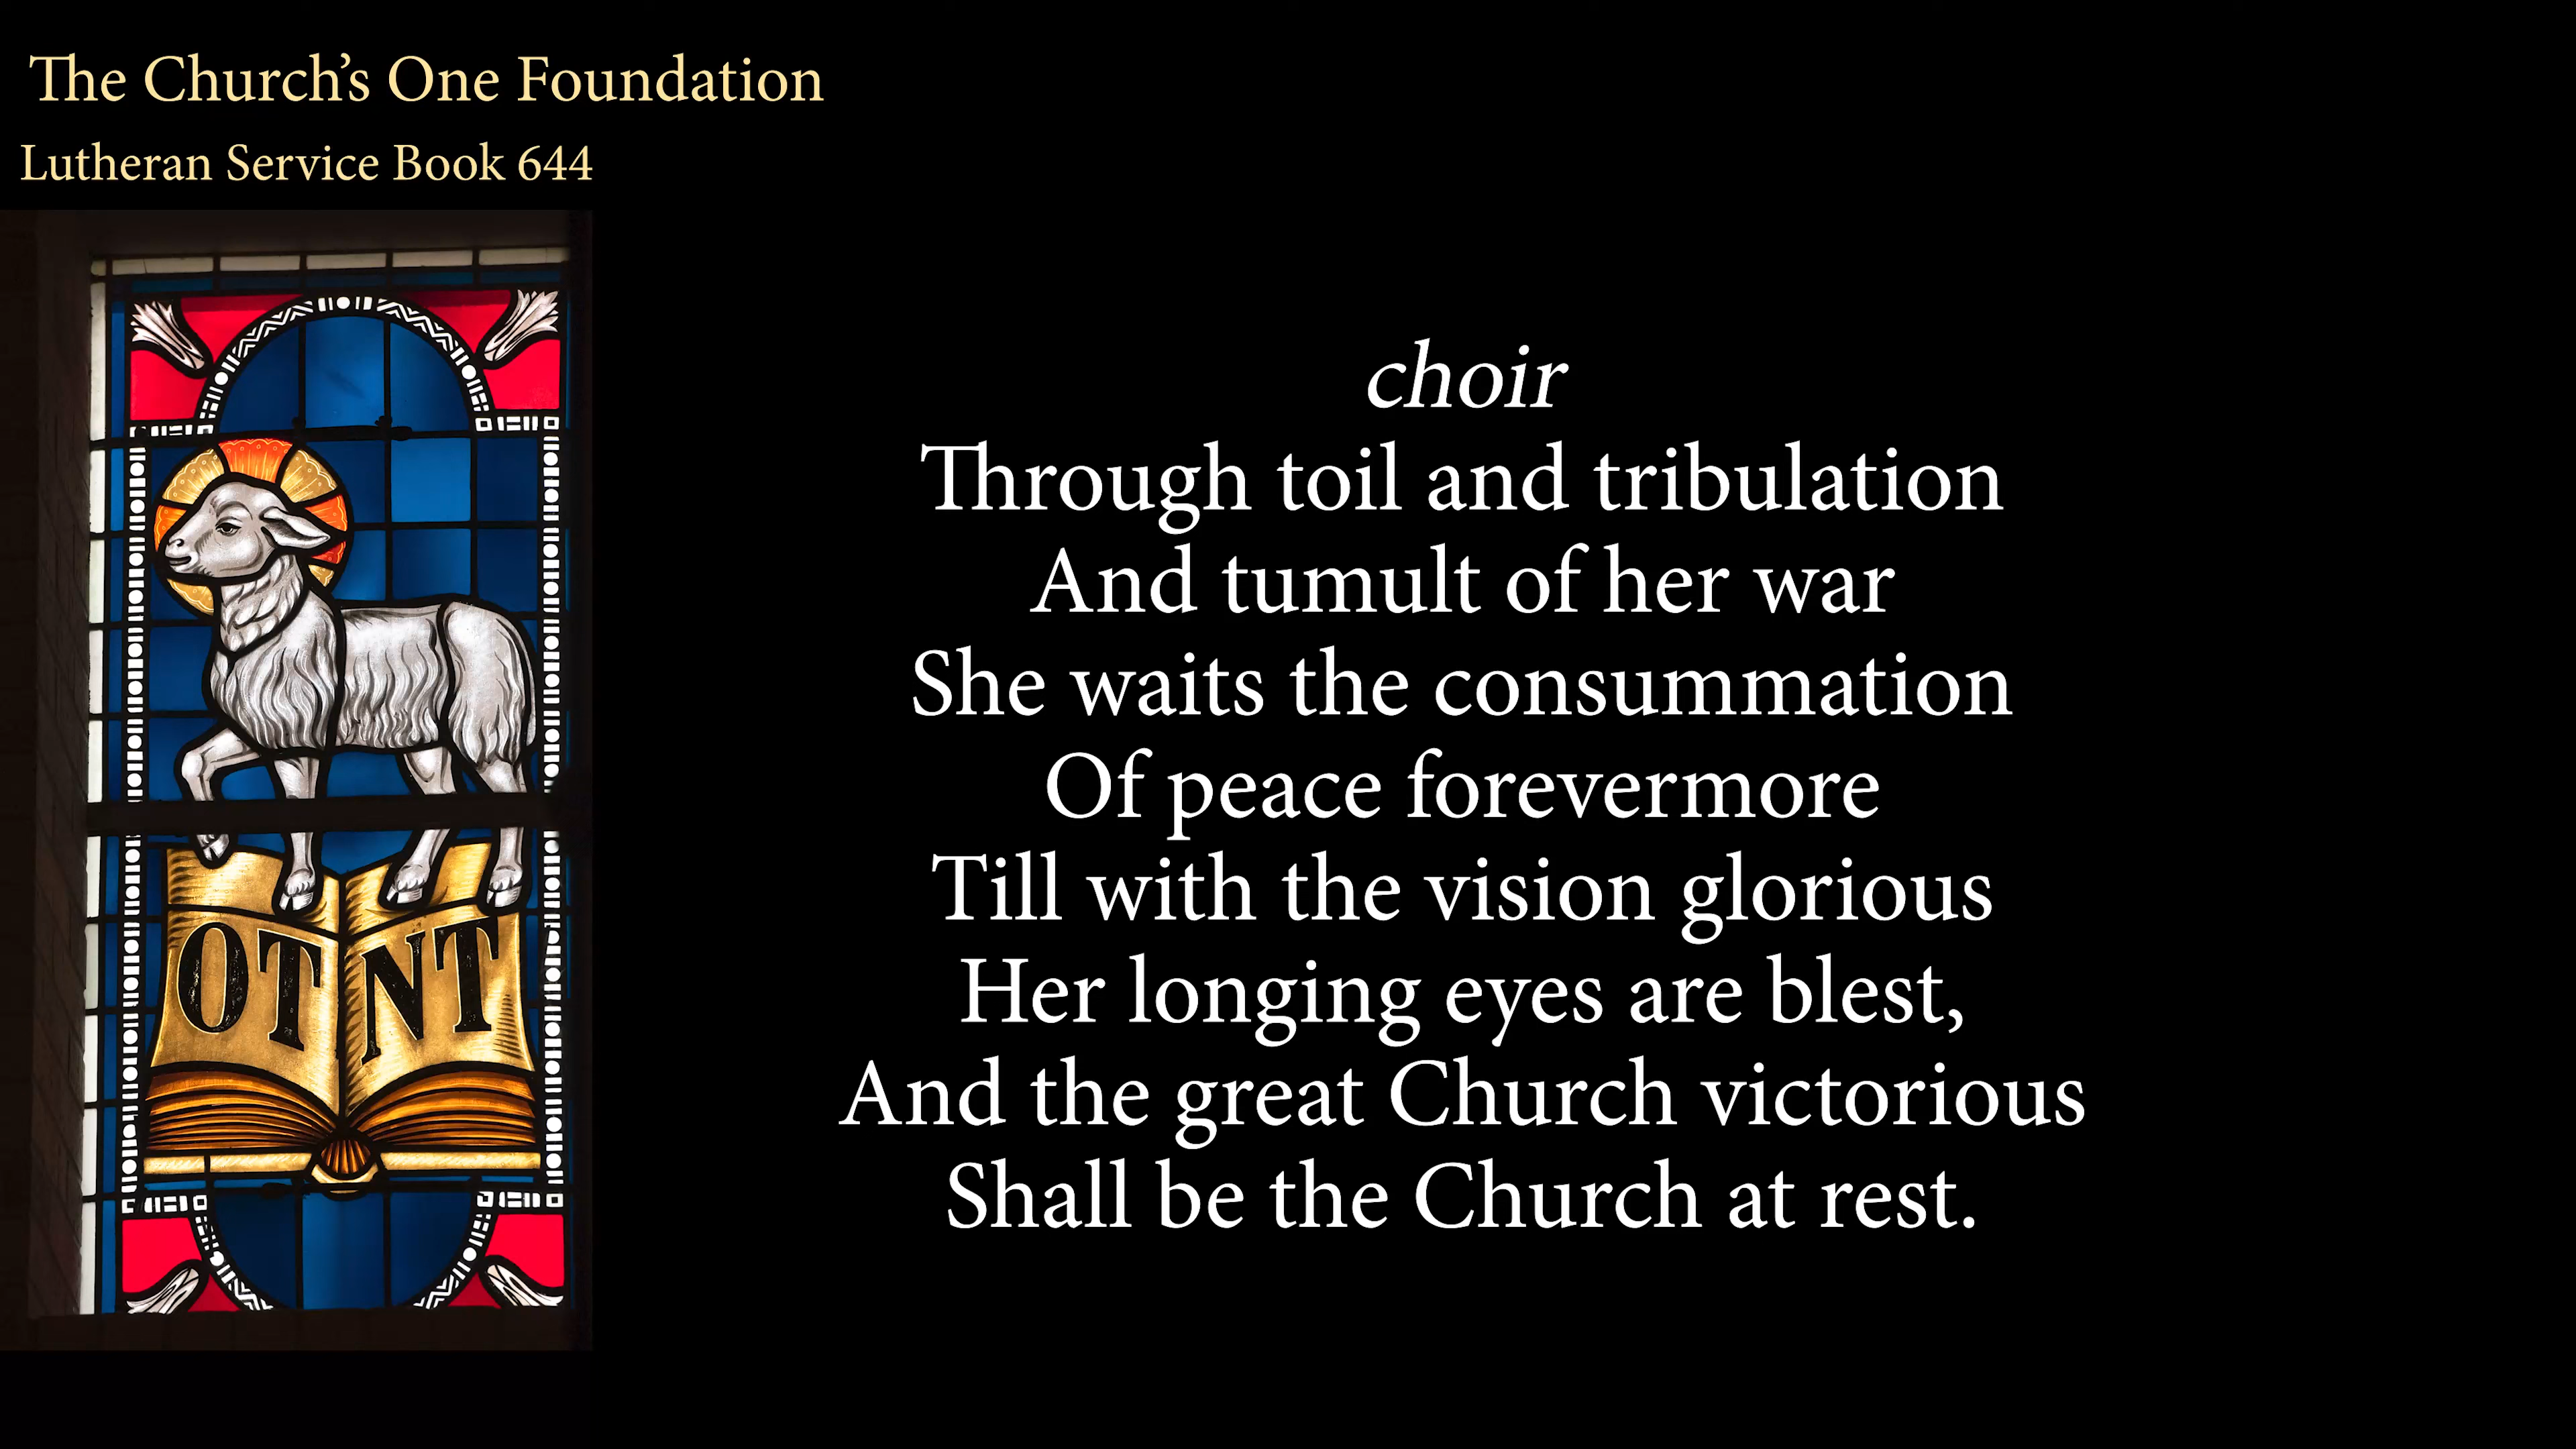 The Church’s One Foundation
Lutheran Service Book 644
choir
Through toil and tribulation
And tumult of her war
She waits the consummation
Of peace forevermore
Till with the vision glorious
Her longing eyes are blest,
And the great Church victorious
Shall be the Church at rest.
OT NT